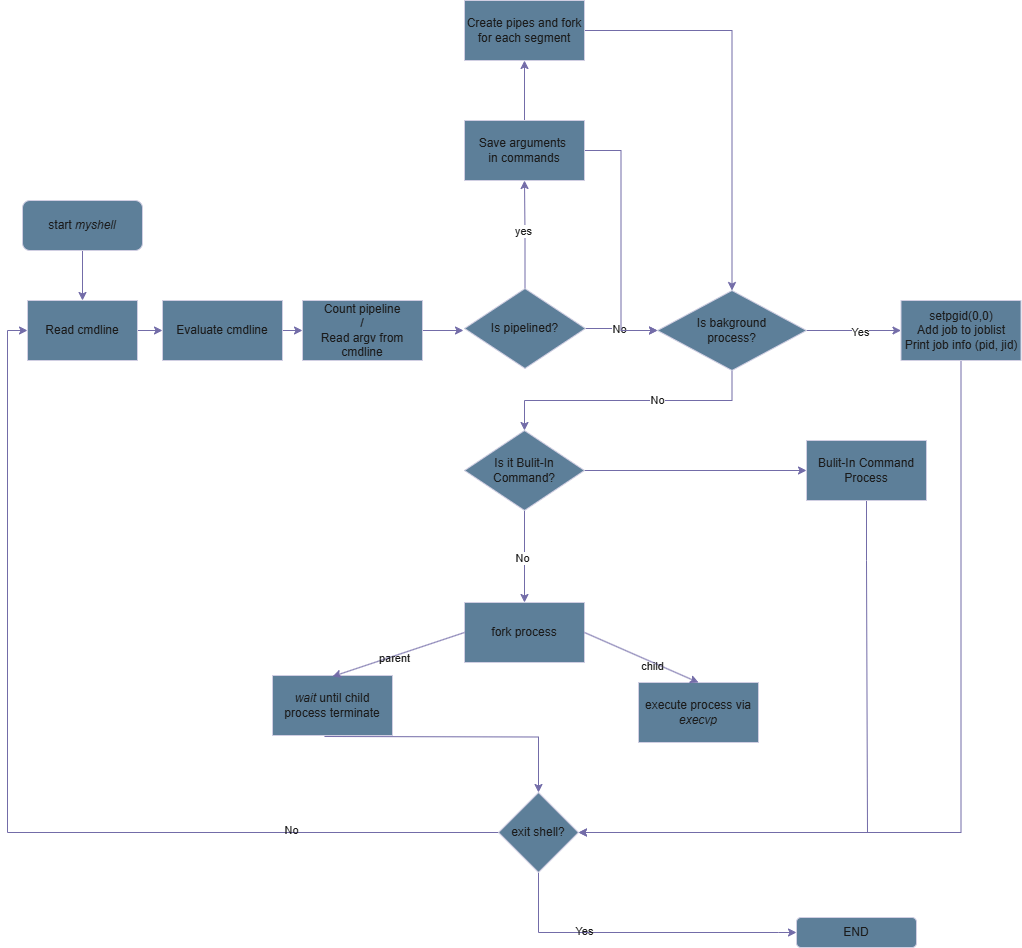 Create pipes and fork
for each segment
Save arguments
in commands
yes
start myshell
Read cmdline
Evaluate cmdline
Count pipeline
/
Read argv from
cmdline
Is pipelined?
No
Is bakground
process?
Yes
setpgid(0,0)
Add job to joblist
Print job info (pid, jid)
No
Is it Bulit-In
Command?
Bulit-In Command
Process
No
fork process
parent
child
wait until child
process terminate
execute process via
execvp
exit shell?
No
Yes
END